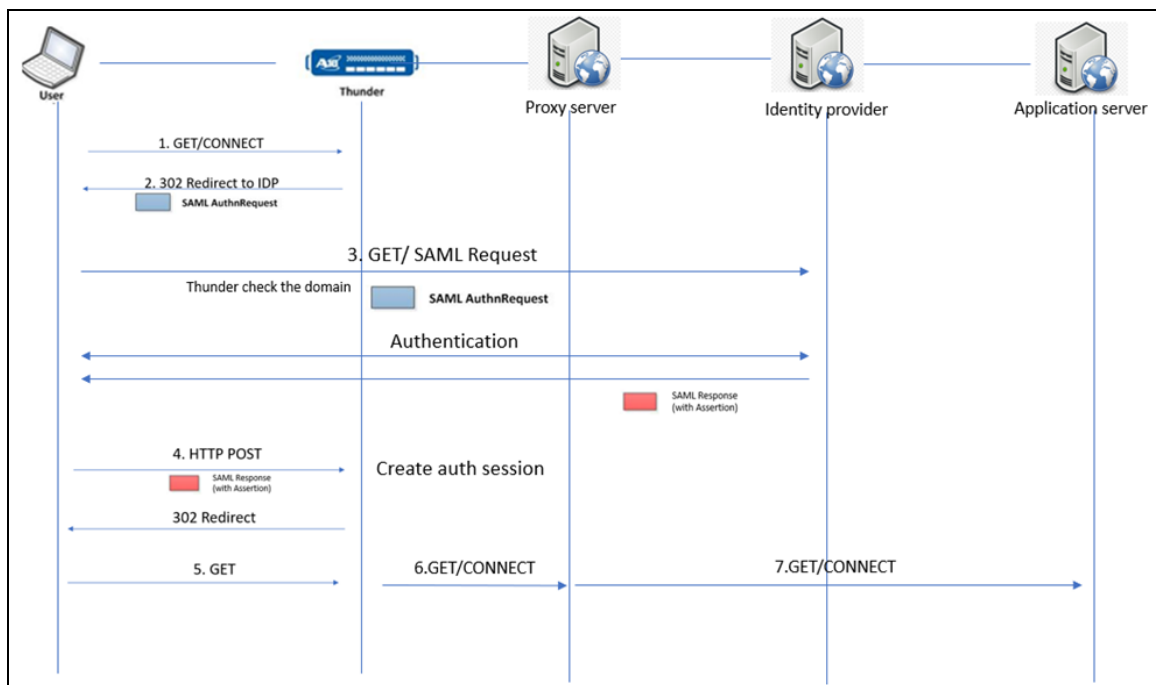 A10
User
Thunder
Proxy server
Identity provider
Application server
1. GET/CONNECT
2. 302 Redirect to IDP
SAML AuthnRequest
3. GET/ SAML Request
Thunder check the domain
SAML AuthnRequest
Authentication
SAML Response
(with Assertion)
4. HTTP POST
Create auth session
SAML Response
(with Assertion)
302 Redirect
5. GET
6.GET/CONNECT
7.GET/CONNECT